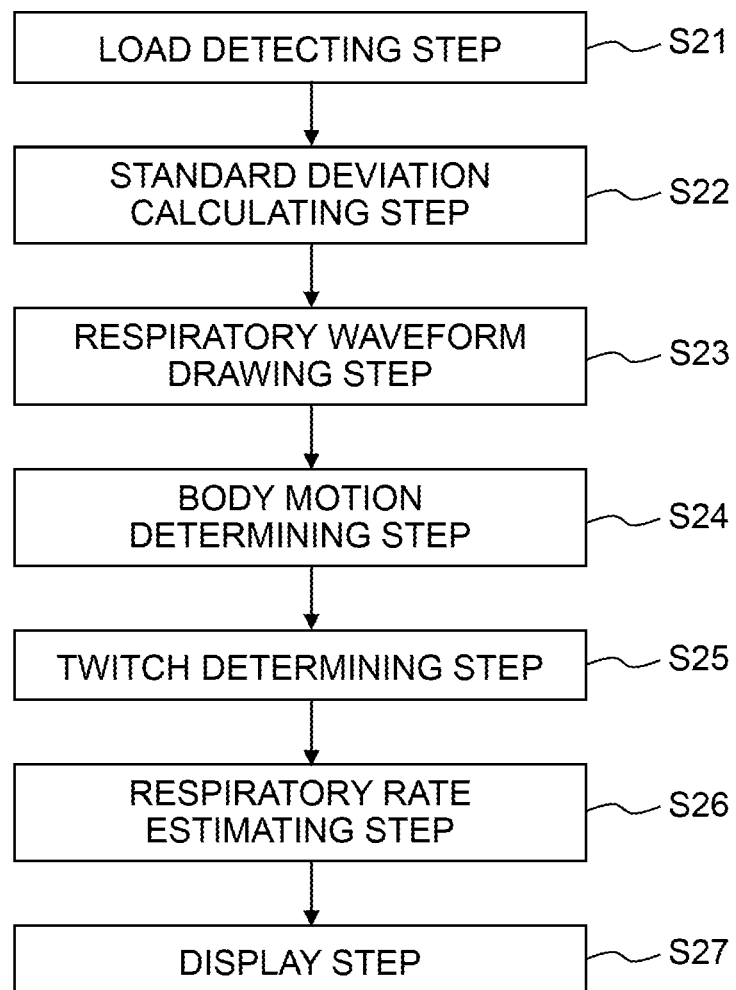 LOAD DETECTING STEP
S21
STANDARD DEVIATION
CALCULATING STEP
S22
RESPIRATORY WAVEFORM
DRAWING STEP
S23
BODY MOTION
DETERMINING STEP
S24
TWITCH DETERMINING STEP
S25
RESPIRATORY RATE
ESTIMATING STEP
S26
DISPLAY STEP
S27